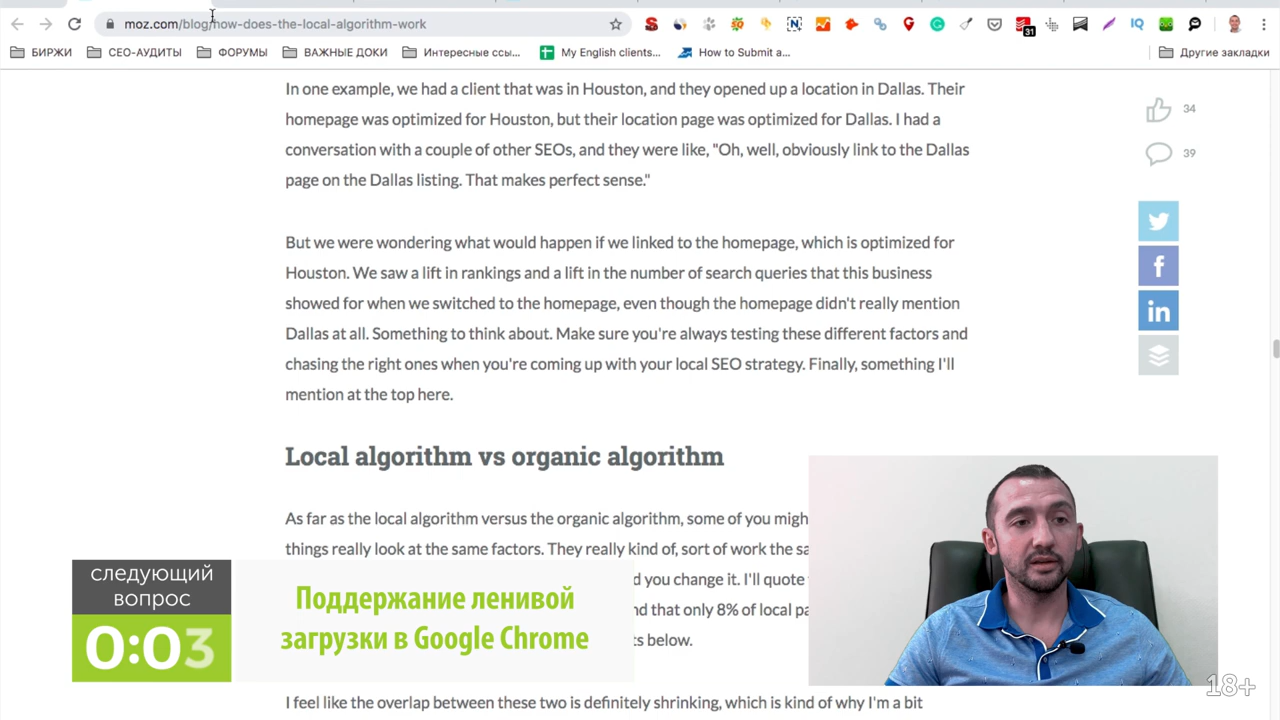 moz.com/blog/how-does-the-local-algorithm-work
31
БИРЖИ
СЕО-АУДИТЫ
ФОРУМЫ
ВАЖНЫЕ ДОКИ
Интересные ссы...
My English clients...
How to Submit a...
Другие закладки
In one example, we had a client that was in Houston, and they opened up a location in Dallas. Their
homepage was optimized for Houston, but their location page was optimized for Dallas. I had a
conversation with a couple of other SEOs, and they were like, "Oh, well, obviously link to the Dallas
page on the Dallas listing. That makes perfect sense."
34
39
But we were wondering what would happen if we linked to the homepage, which is optimized for
Houston. We saw a lift in rankings and a lift in the number of search queries that this business
showed for when we switched to the homepage, even though the homepage didn't really mention
Dallas at all. Something to think about. Make sure you're always testing these different factors and
chasing the right ones when you're coming up with your local SEO strategy. Finally, something I'll
mention at the top here.
Local algorithm vs organic algorithm
As far as the local algorithm versus the organic algorithm, some of you
things really look at the same factors. They really kind of, sort of work the
you change it. I'll quote
that only 8% of local
below.
I feel like the overlap between these two is definitely shrinking, which is kind of why I'm a bit
следующий
вопрос
0:03
Поддержание ленивой
загрузки в Google Chrome
18+